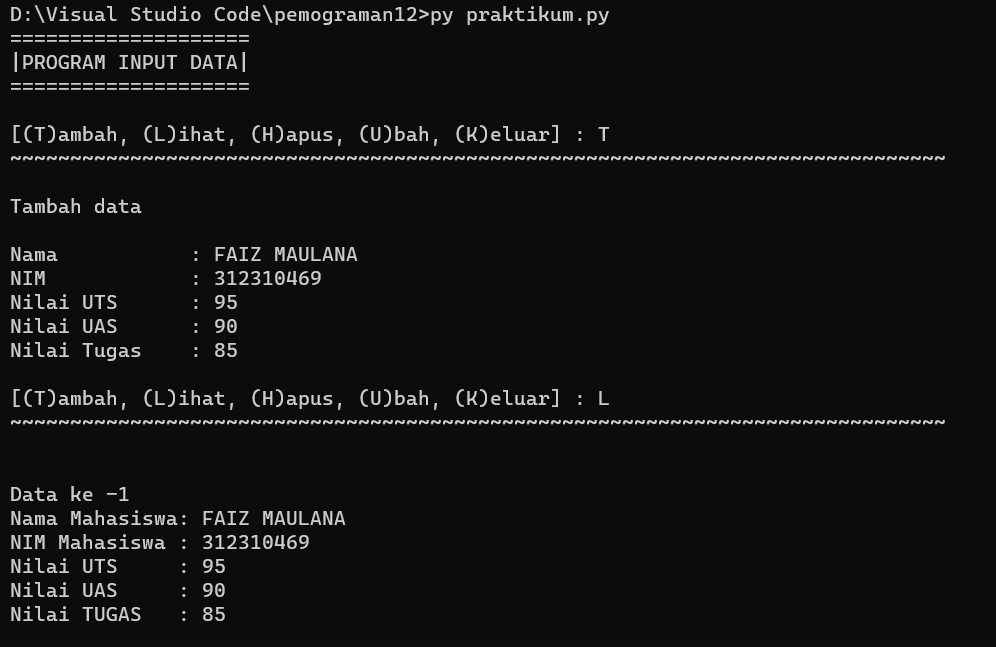 D:\Visual Studio Code\pemograman12>py praktikum.py
====================
|PROGRAM INPUT DATA|
====================
[(T)ambah, (L)ihat, (H)apus, (U)bah, (K)eluar] : T
~~~~~~~~~~~~~~~~~~~~~~~~~~~~~~~~~~~~~~~~~~~~~~~~~~~~~~~~~~~~~~~~~~~~~~~~~~~~~~
Tambah data
Nama           : FAIZ MAULANA
NIM            : 312310469
Nilai UTS      : 95
Nilai UAS      : 90
Nilai Tugas    : 85
[(T)ambah, (L)ihat, (H)apus, (U)bah, (K)eluar] : L
~~~~~~~~~~~~~~~~~~~~~~~~~~~~~~~~~~~~~~~~~~~~~~~~~~~~~~~~~~~~~~~~~~~~~~~~~~~~~~
Data ke -1
Nama Mahasiswa: FAIZ MAULANA
NIM Mahasiswa : 312310469
Nilai UTS     : 95
Nilai UAS     : 90
Nilai TUGAS   : 85